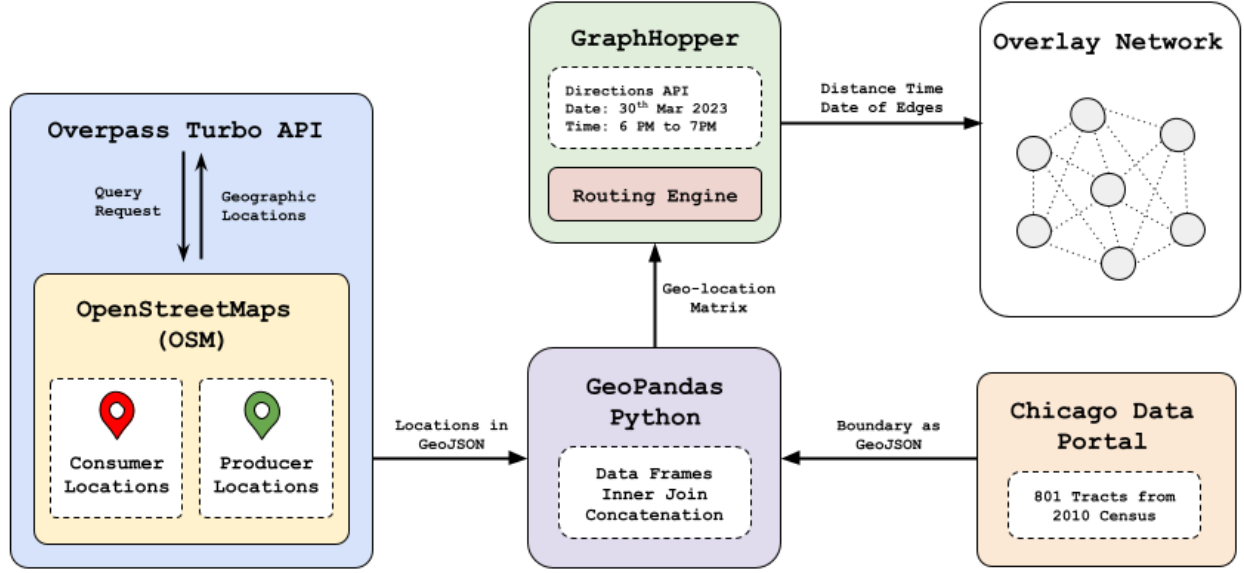 Overpass Turbo API
Query
Request
Geographic
Locations
OpenStreetMaps
(OSM)
Consumer
Locations
Producer
Locations
Locations in
GeoJSON
GraphHopper
Directions API
Date: 30th Mar 2023
Time: 6 PM to 7PM
Routing Engine
Geo-location
Matrix
GeoPandas
Python
Data Frames
Inner Join
Concatenation
Distance Time
Date of Edges
Overlay Network
Boundary as
GeoJSON
Chicago Data
Portal
801 Tracts from
2010 Census